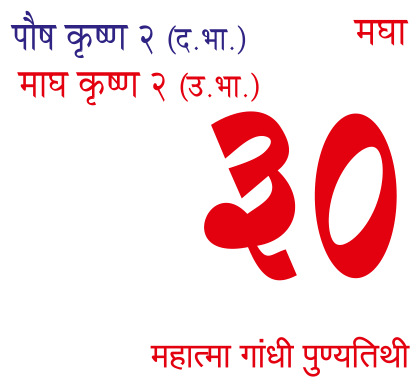 पौष कृष्ण २ (द.भा.)
मघा
माघ कृष्ण २ (उ.भा.)
३०
महात्मा गांधी पुण्यतिथी